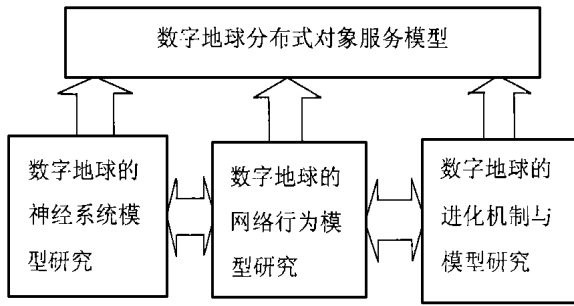 数字地球分布式对象服务模型
数字地球的
神经系统模
型研究
数字地球的
网络行为模
型研究
数字地球的
进化机制与
模型研究